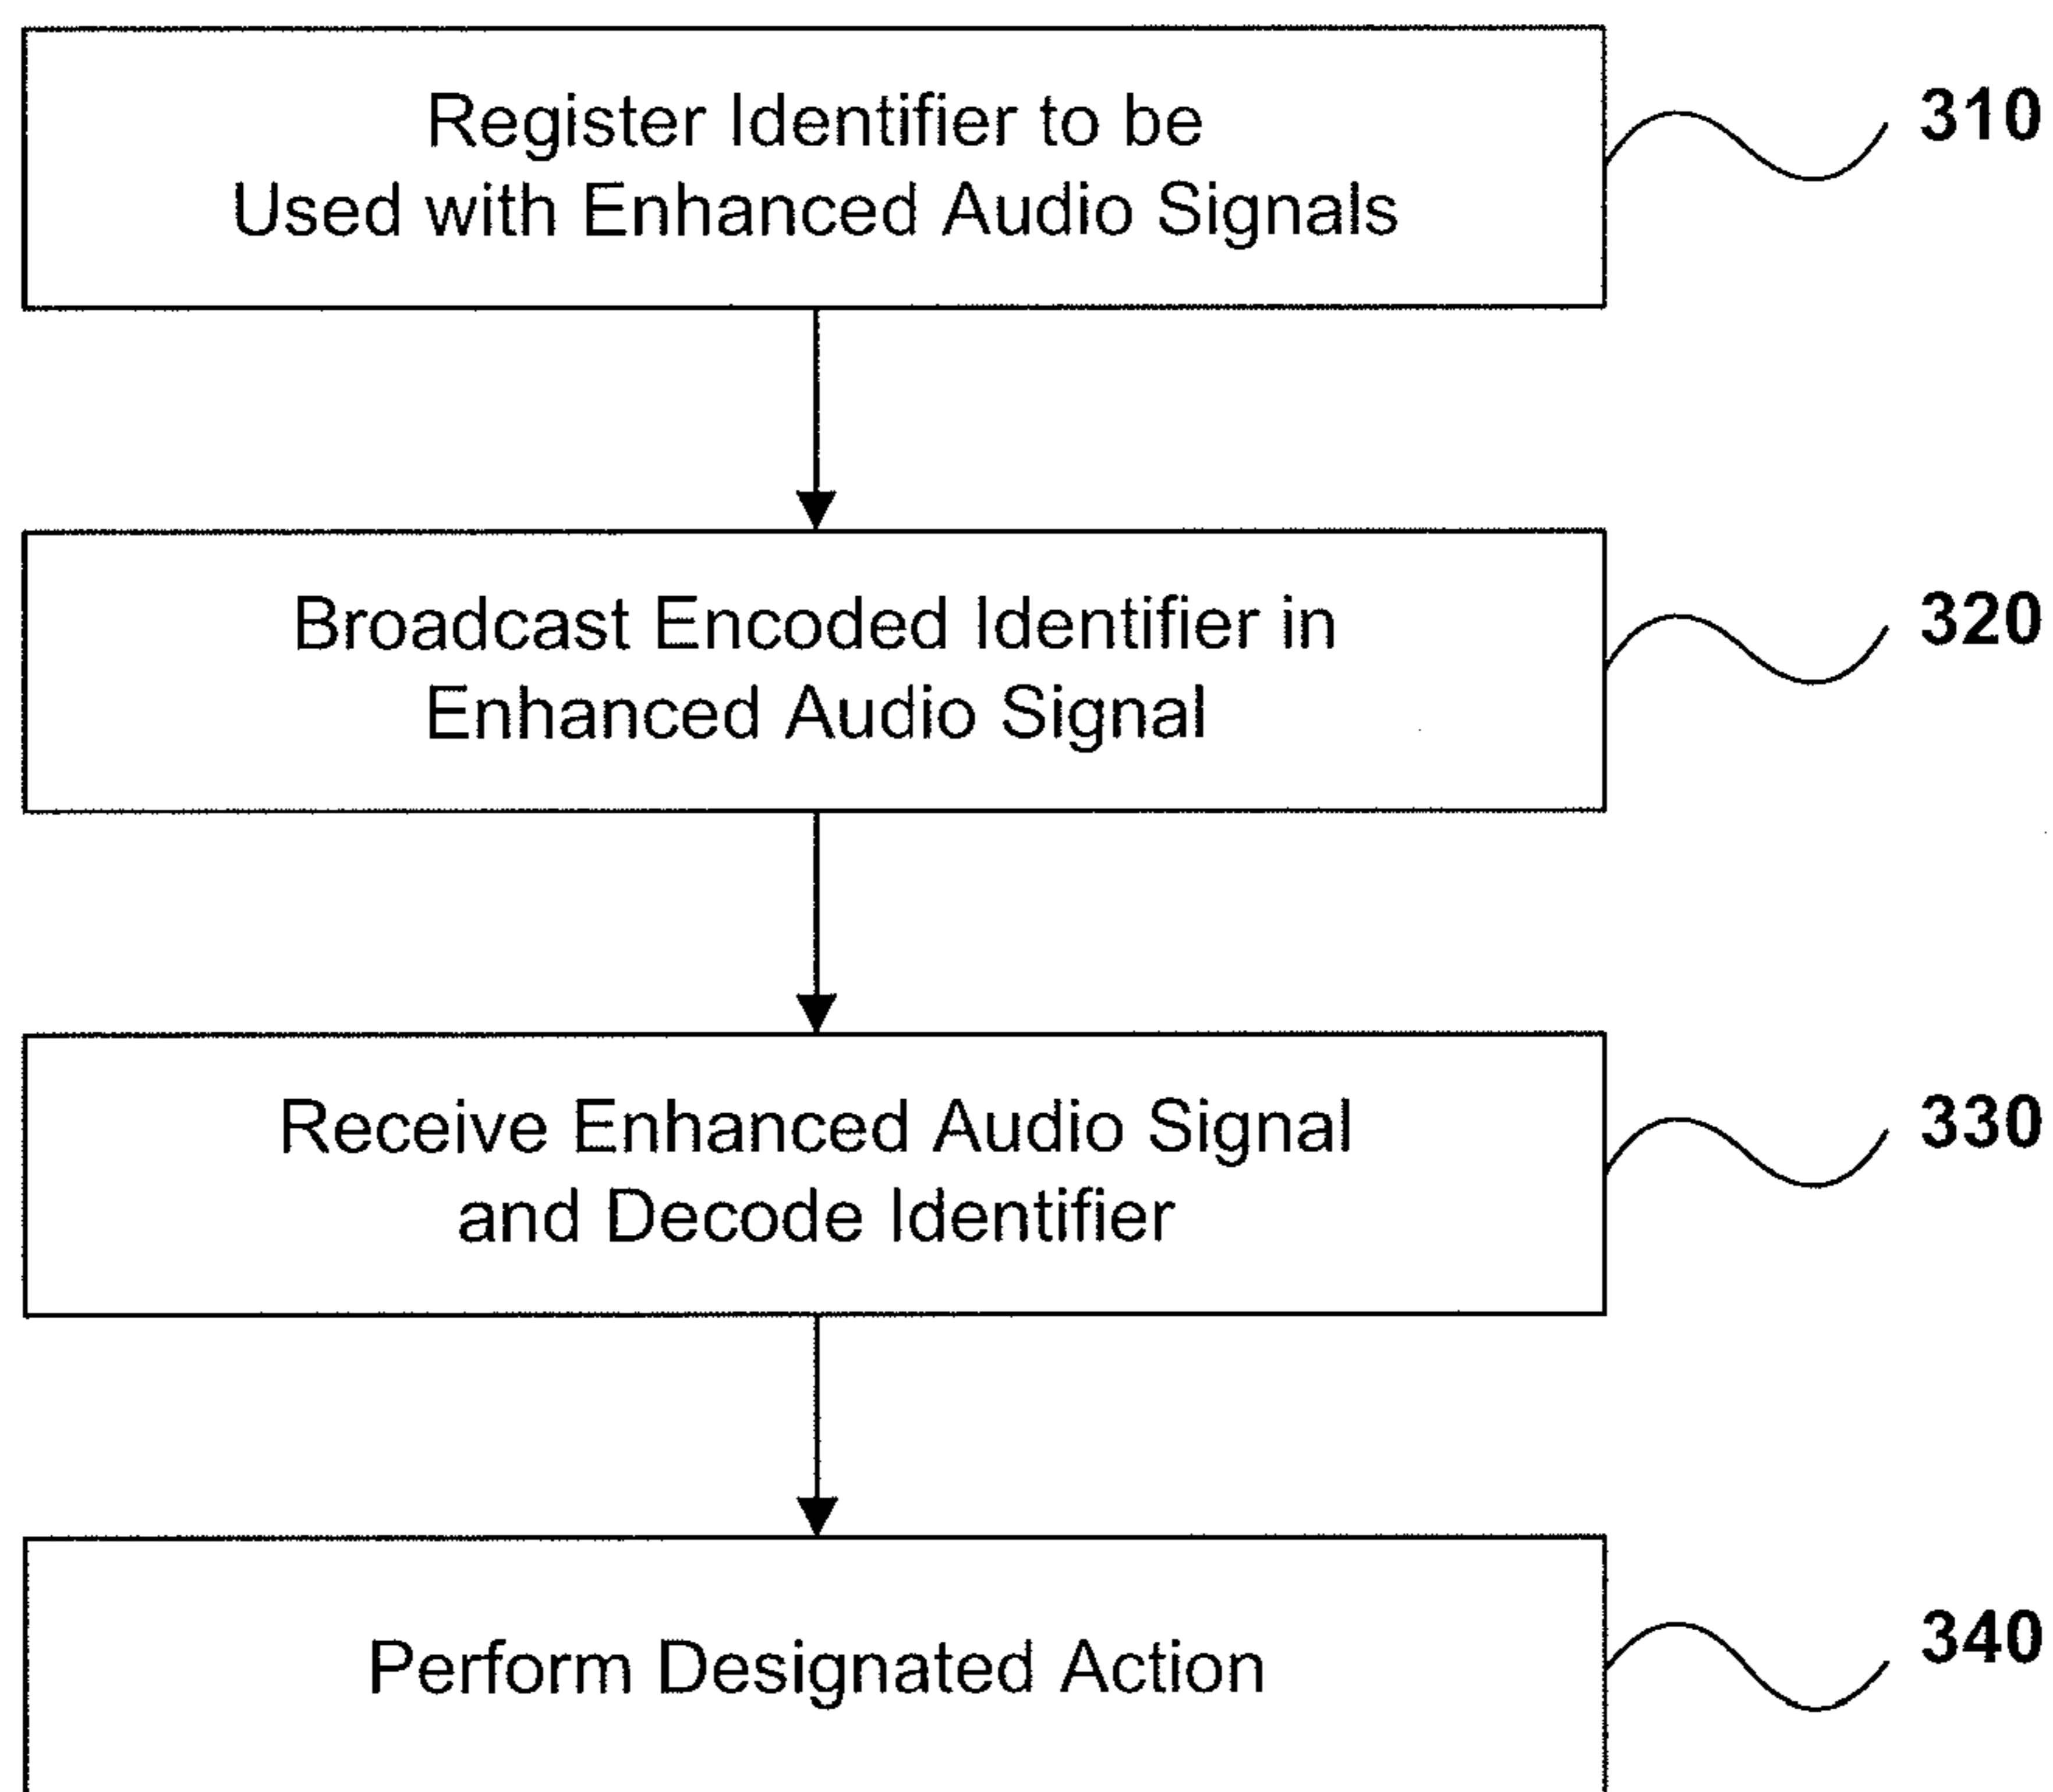 Register Identifier to be
Used with Enhanced Audio Signals
310
Broadcast Encoded Identifier in
Enhanced Audio Signal
320
Receive Enhanced Audio Signal
and Decode Identifier
330
Perform Designated Action
340